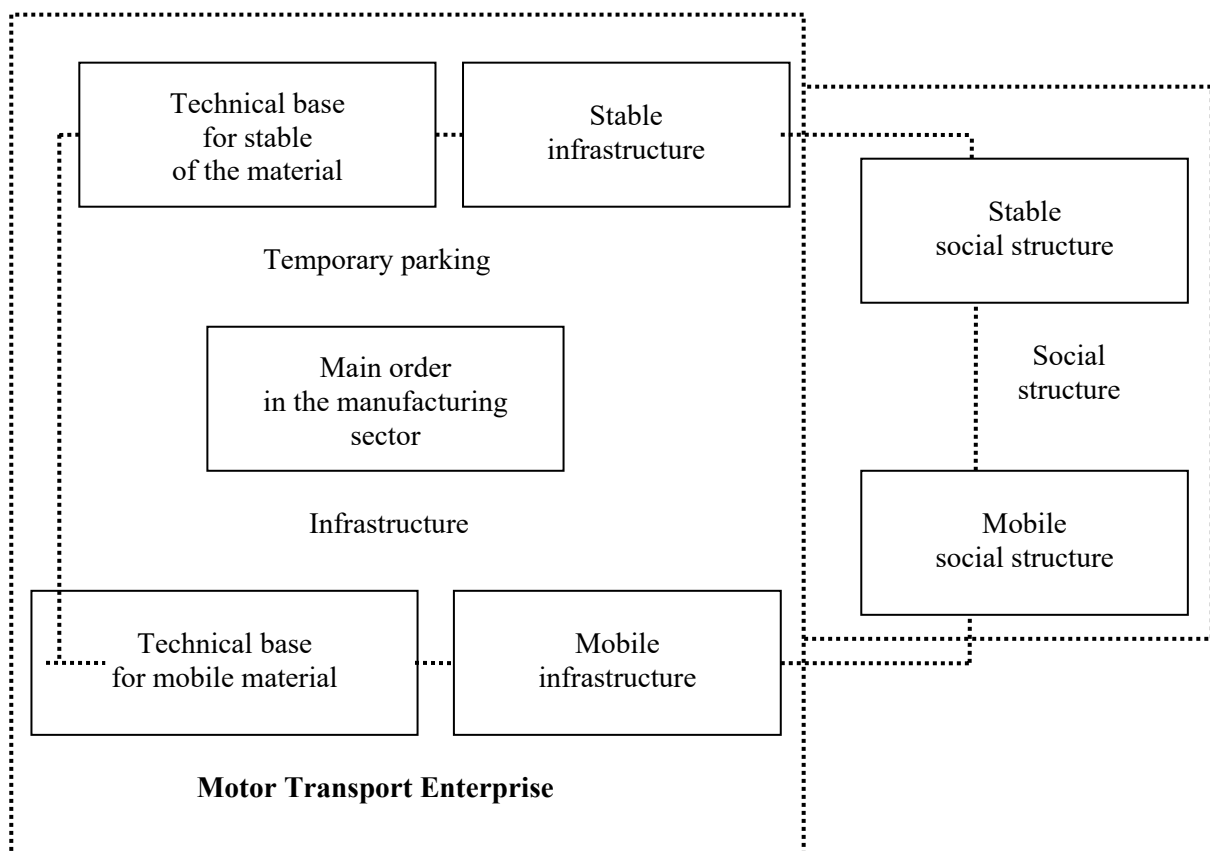 Technical base
for stable
of the material
Stable
infrastructure
Stable
social structure
Temporary parking
Main order
in the manufacturing
sector
Social
structure
Infrastructure
Mobile
social structure
Technical base
for mobile material
Mobile
infrastructure
Motor Transport Enterprise